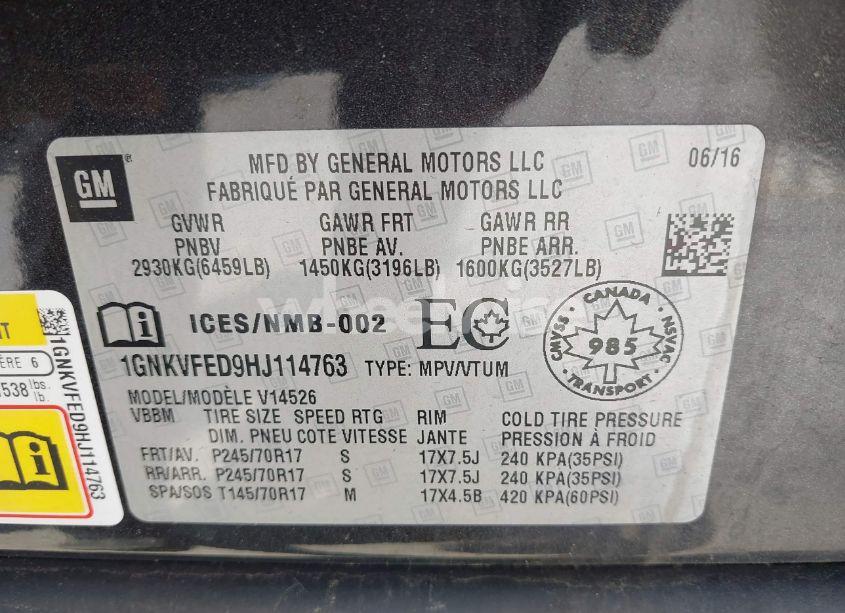 GM
MFD BY GENERAL MOTORS LLC
06/16
FABRIQUÉ PAR GENERAL MOTORS LLC
GVWR GAWR FRT GAWR RR
PNBV PNBE AV. PNBE ARR.
2930KG(6459LB) 1450KG(3196LB) 1600KG(3527LB)
ICES/NMB-002 EC
CANADA
CMVSS 985 NSVAC
TRANSPORT
1GNKVFED9HJ114763 TYPE: MPV/VTUM
MODEL/MODÈLE V14526
VBBM TIRE SIZE SPEED RTG RIM COLD TIRE PRESSURE
DIM. PNEU COTE VITESSE JANTE PRESSION À FROID
FRT/AV. P245/70R17 S 17X7.5J 240 KPA(35PSI)
RR/ARR. P245/70R17 S 17X7.5J 240 KPA(35PSI)
SPA/SOS T145/70R17 M 17X4.5B 420 KPA(60PSI)
6
538 lbs.
lb.
1GNKVFED9HJ114763